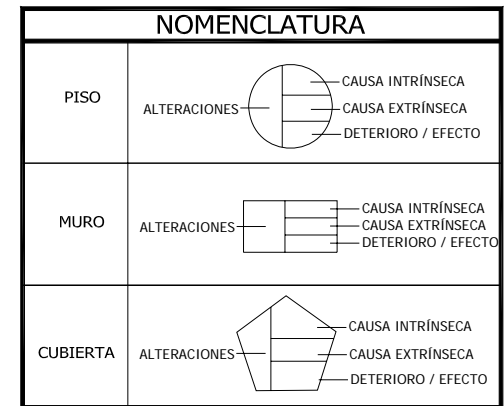 NOMENCLATURA
PISO
ALTERACIONES
CAUSA INTRÍNSECA
CAUSA EXTRÍNSECA
DETERIORO / EFECTO
MURO
ALTERACIONES
CAUSA INTRÍNSECA
CAUSA EXTRÍNSECA
DETERIORO / EFECTO
CUBIERTA
ALTERACIONES
CAUSA INTRÍNSECA
CAUSA EXTRÍNSECA
DETERIORO / EFECTO